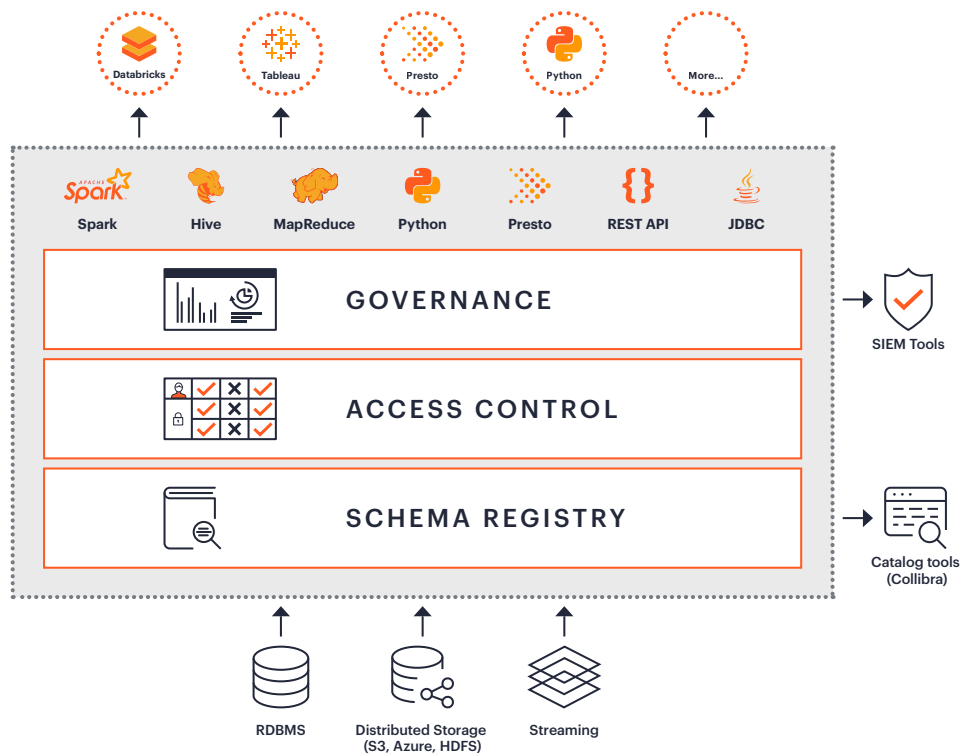 Databricks
Tableau
Presto
Python
More...
APACHE
Spark
Spark
Hive
MapReduce
Python
Presto
REST API
JDBC
GOVERNANCE
SIEM Tools
ACCESS CONTROL
SCHEMA REGISTRY
Catalog tools
(Collibra)
RDBMS
Distributed Storage
(S3, Azure, HDFS)
Streaming